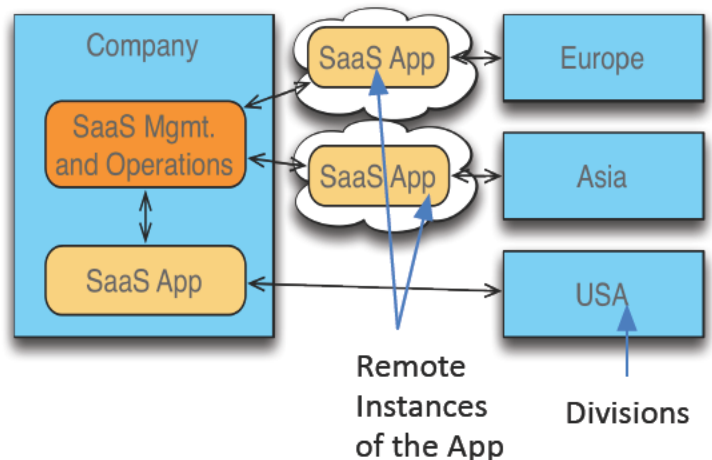 Company
SaaS App
Europe
SaaS Mgmt.
and Operations
SaaS App
Asia
SaaS App
USA
Remote
Instances
of the App
Divisions